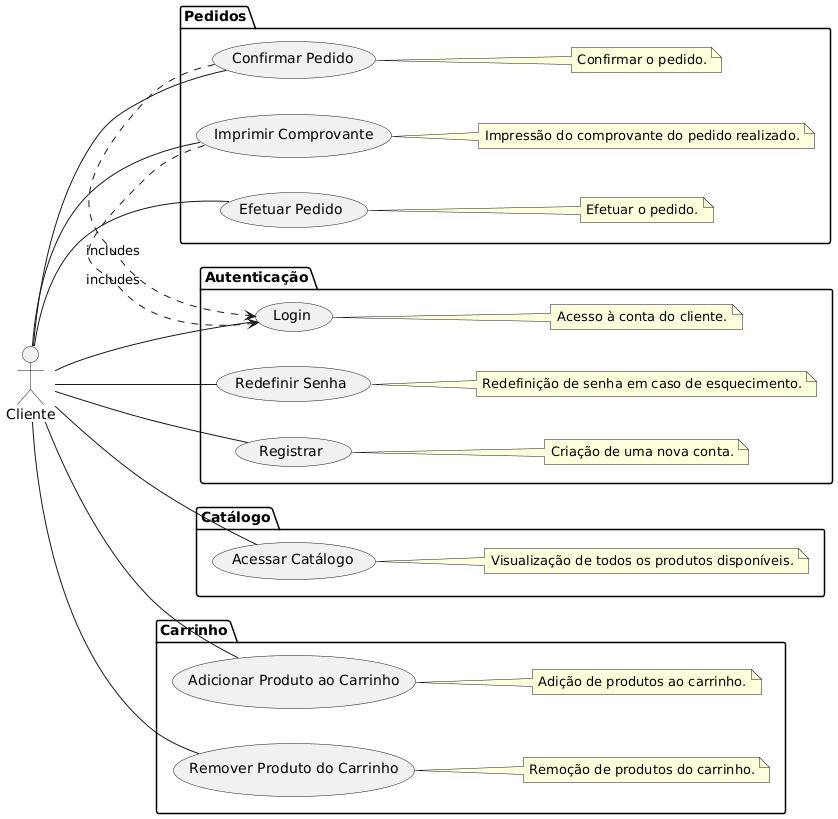 Pedidos
Confirmar Pedido
Confirmar o pedido.
Imprimir Comprovante
Impressão do comprovante do pedido realizado.
Efetuar Pedido
Efetuar o pedido.
includes
includes
Autenticação
Login
Acesso à conta do cliente.
Redefinir Senha
Redefinição de senha em caso de esquecimento.
Cliente
Registrar
Criação de uma nova conta.
Catálogo
Acessar Catálogo
Visualização de todos os produtos disponíveis.
Carrinho
Adicionar Produto ao Carrinho
Adição de produtos ao carrinho.
Remover Produto do Carrinho
Remoção de produtos do carrinho.